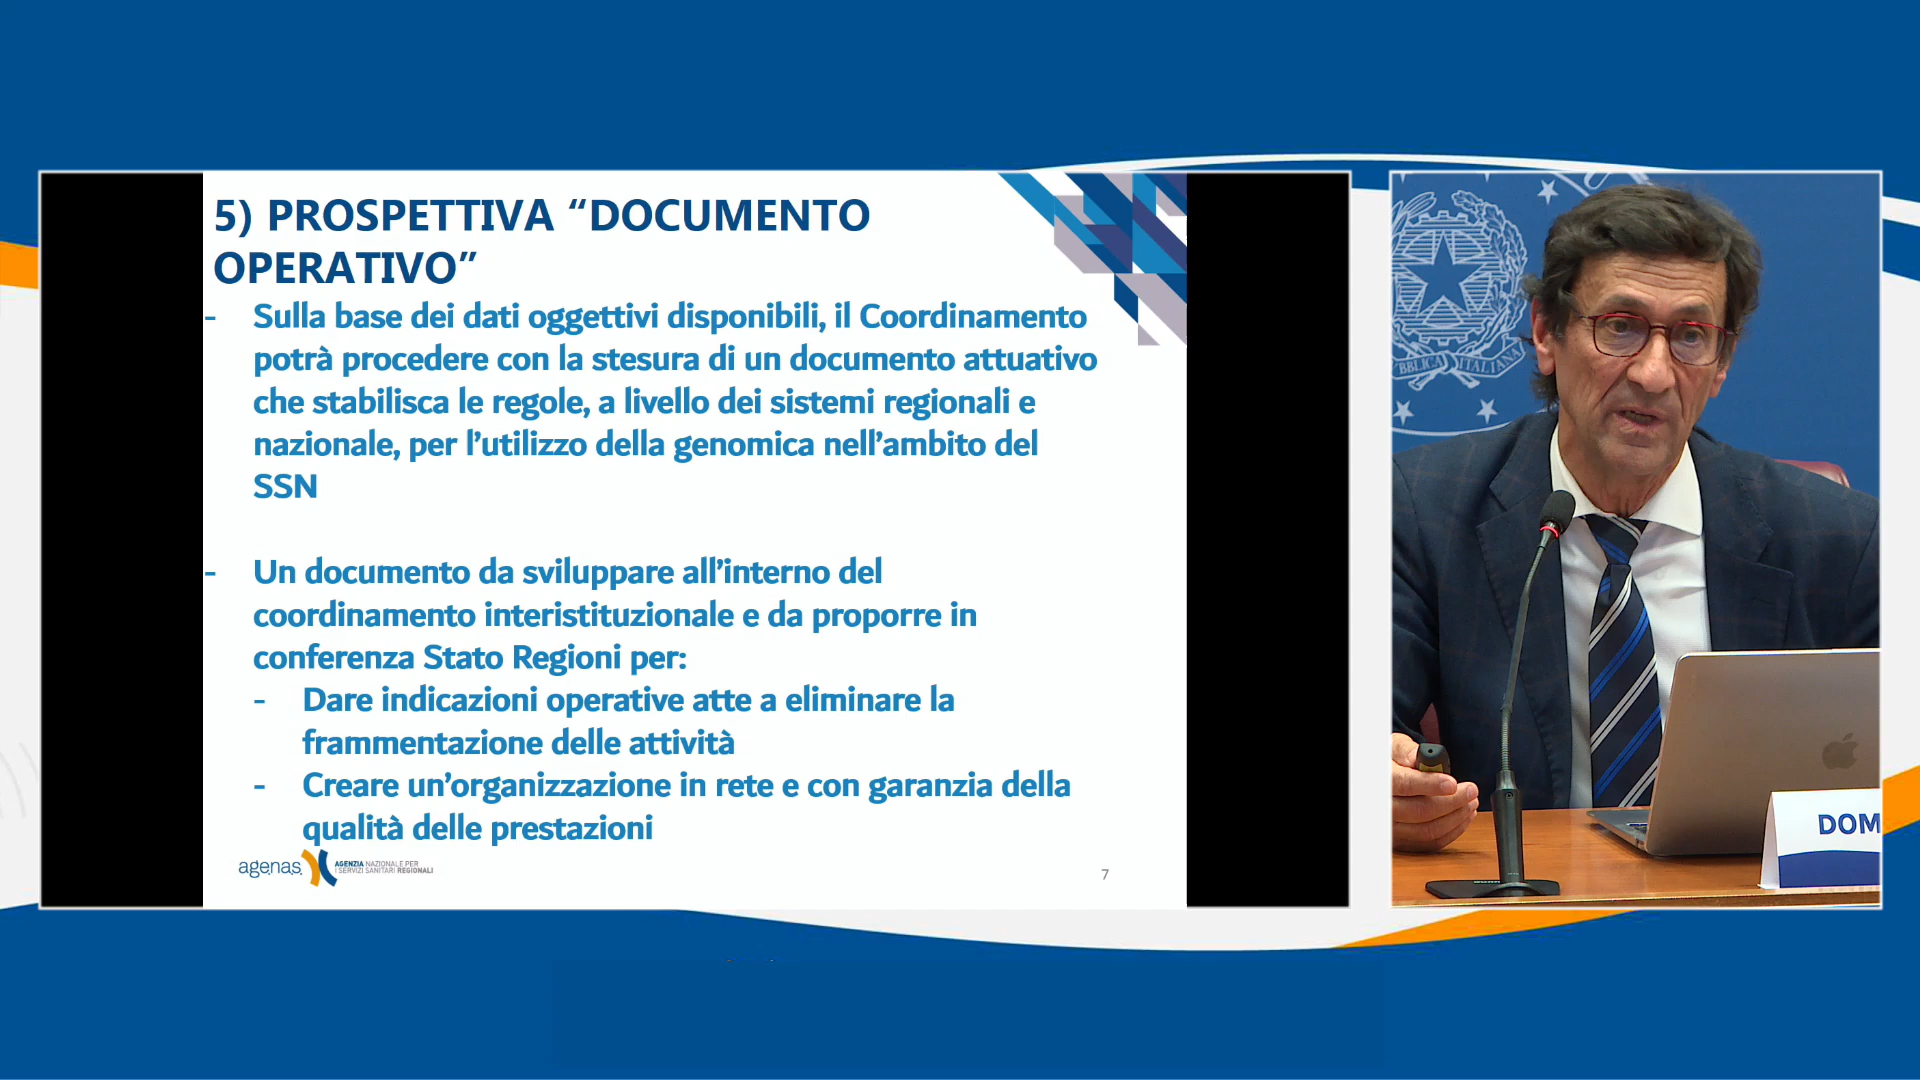 5) PROSPETTIVA “DOCUMENTO
OPERATIVO”
- Sulla base dei dati oggettivi disponibili, il Coordinamento
potrà procedere con la stesura di un documento attuativo
che stabilisca le regole, a livello dei sistemi regionali e
nazionale, per l’utilizzo della genomica nell’ambito del
SSN
- Un documento da sviluppare all’interno del
coordinamento interistituzionale e da proporre in
conferenza Stato Regioni per:
- Dare indicazioni operative atte a eliminare la
frammentazione delle attività
- Creare un’organizzazione in rete e con garanzia della
qualità delle prestazioni
agenas
AGENZIA NAZIONALE PER
I SERVIZI SANITARI REGIONALI
7
BBLICA ITALIANA
DOM